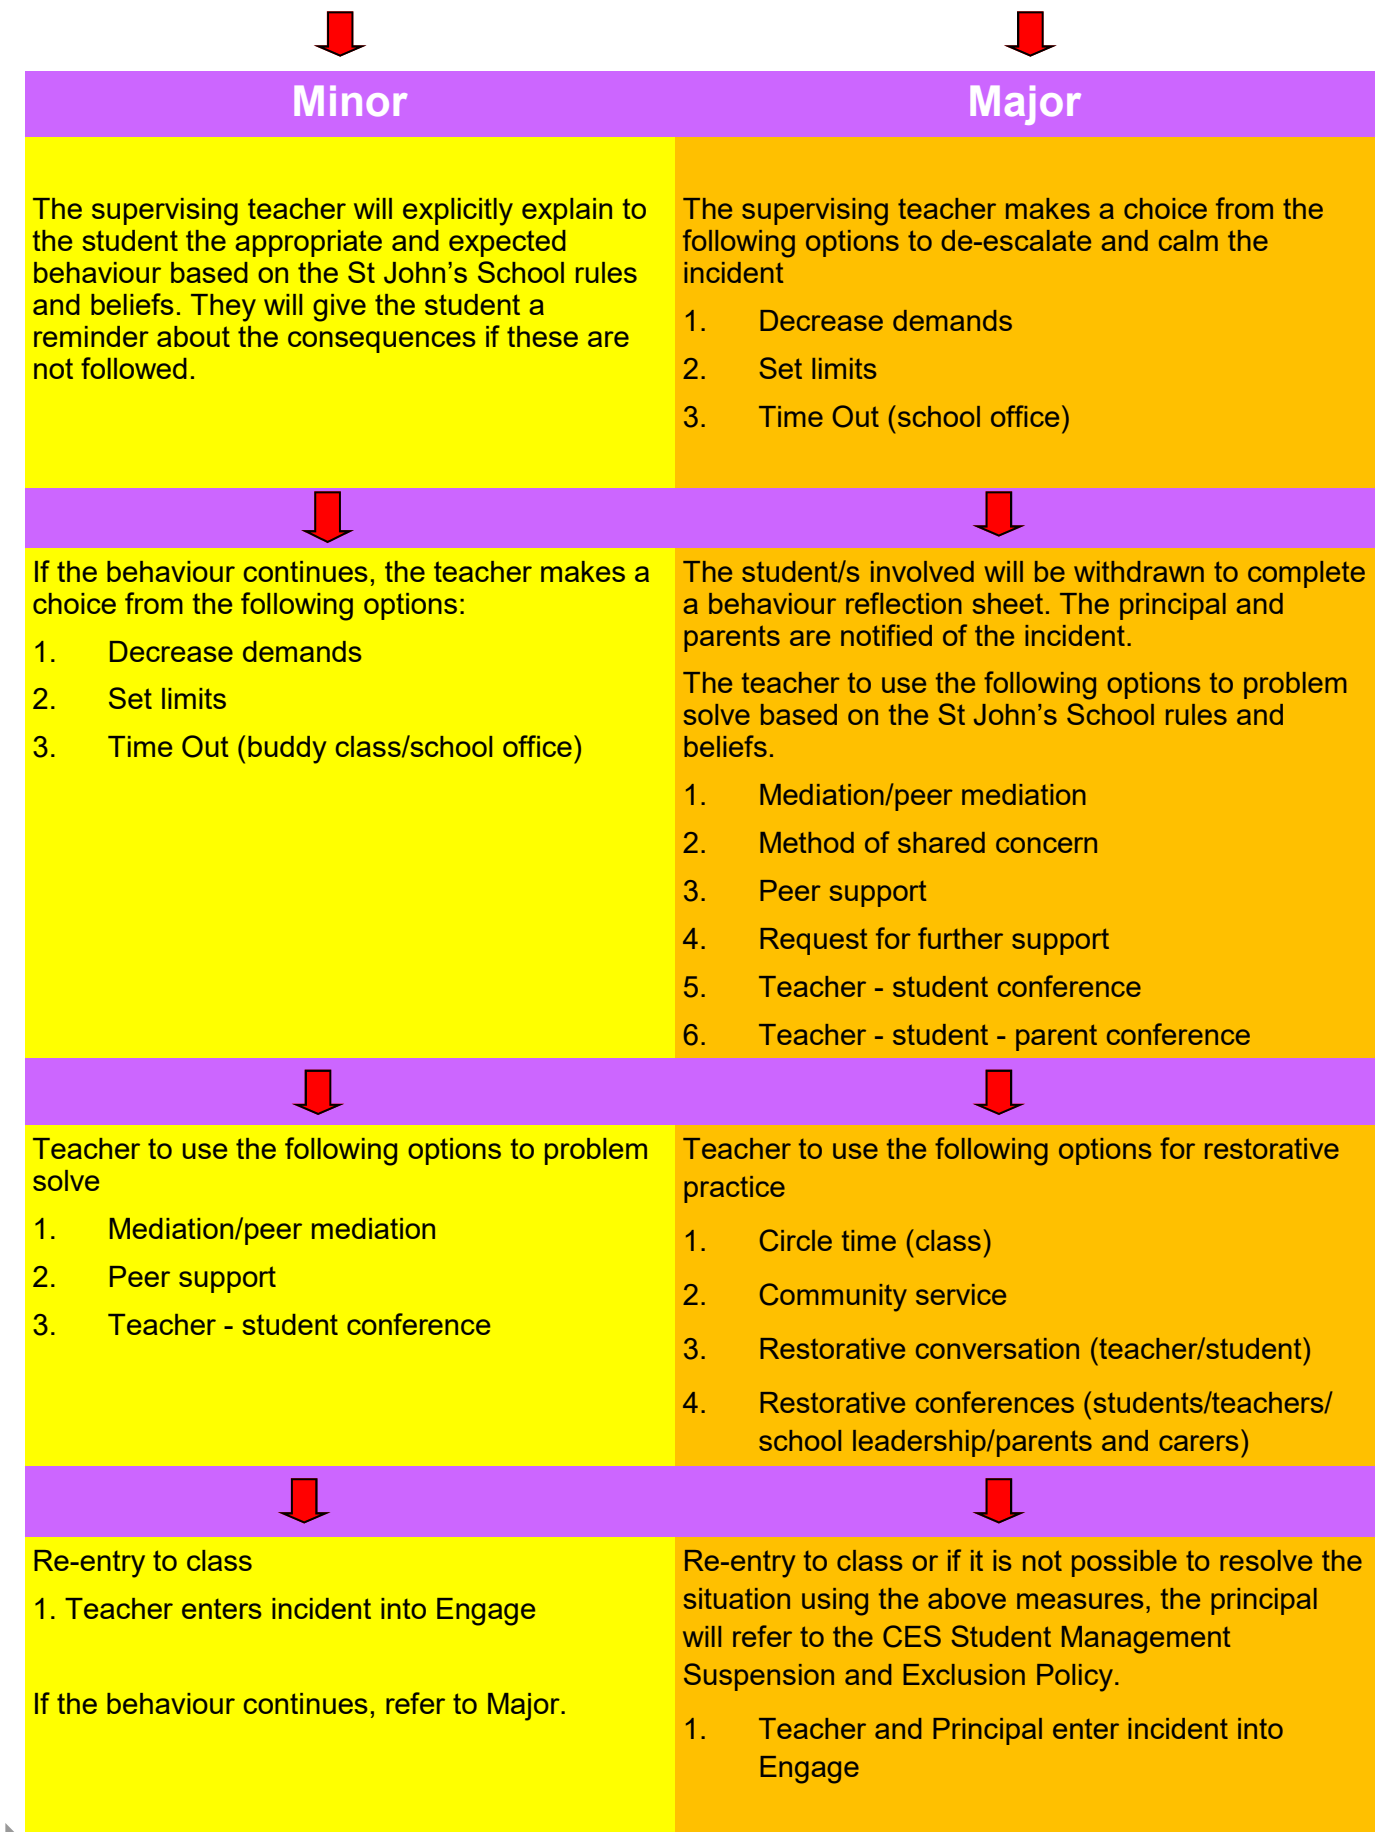 Minor
Major
The supervising teacher will explicitly explain to
the student the appropriate and expected
behaviour based on the St John’s School rules
and beliefs. They will give the student a
reminder about the consequences if these are
not followed.
The supervising teacher makes a choice from the
following options to de-escalate and calm the
incident
1. Decrease demands
2. Set limits
3. Time Out (school office)
If the behaviour continues, the teacher makes a
choice from the following options:
1. Decrease demands
2. Set limits
3. Time Out (buddy class/school office)
The student/s involved will be withdrawn to complete
a behaviour reflection sheet. The principal and
parents are notified of the incident.
The teacher to use the following options to problem
solve based on the St John’s School rules and
beliefs.
1. Mediation/peer mediation
2. Method of shared concern
3. Peer support
4. Request for further support
5. Teacher - student conference
6. Teacher - student - parent conference
Teacher to use the following options to problem
solve
1. Mediation/peer mediation
2. Peer support
3. Teacher - student conference
Teacher to use the following options for restorative
practice
1. Circle time (class)
2. Community service
3. Restorative conversation (teacher/student)
4. Restorative conferences (students/teachers/
school leadership/parents and carers)
Re-entry to class
1. Teacher enters incident into Engage
If the behaviour continues, refer to Major.
Re-entry to class or if it is not possible to resolve the
situation using the above measures, the principal
will refer to the CES Student Management
Suspension and Exclusion Policy.
1. Teacher and Principal enter incident into
Engage